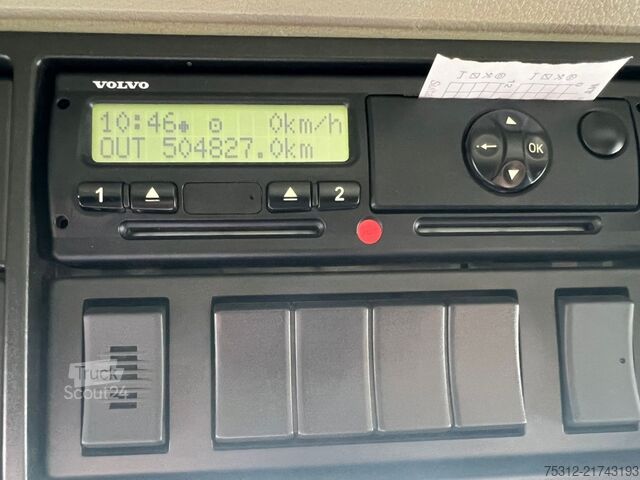 VOLVO
10:46 0km/h
OUT 504827.0km
1 2
OK
Truck
Scout24
75312-21743193